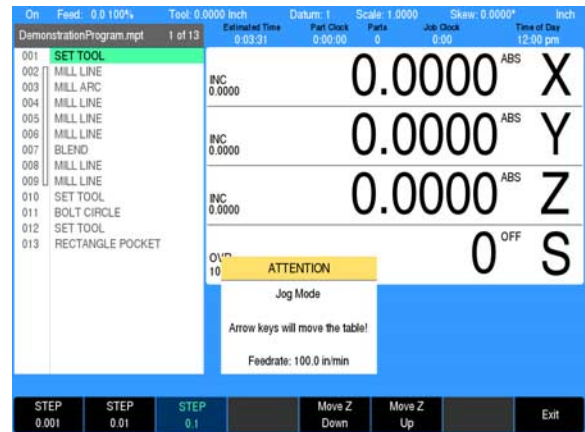 On Feed: 0.0 100% Tool: 0.0000 Inch Datum: 1 Scale: 1.0000 Skew: 0.0000° Inch
DemonstrationProgram.mpt 1 of 13
Estimated Time 0:03:31
Part Clock 0:00:00
Parts 0
Job Clock 0:00
Time of Day 12:00 pm
001 SET TOOL
002 MILL LINE
003 MILL ARC
004 MILL LINE
005 MILL LINE
006 MILL LINE
007 BLEND
008 MILL LINE
009 MILL LINE
010 SET TOOL
011 BOLT CIRCLE
012 SET TOOL
013 RECTANGLE POCKET
INC 0.0000 0.0000 ABS X
INC 0.0000 0.0000 ABS Y
INC 0.0000 0.0000 ABS Z
0 OFF S
ATTENTION
Jog Mode
Arrow keys will move the table!
Feedrate: 100.0 in/min
STEP 0.001
STEP 0.01
STEP 0.1
Move Z Down
Move Z Up
Exit